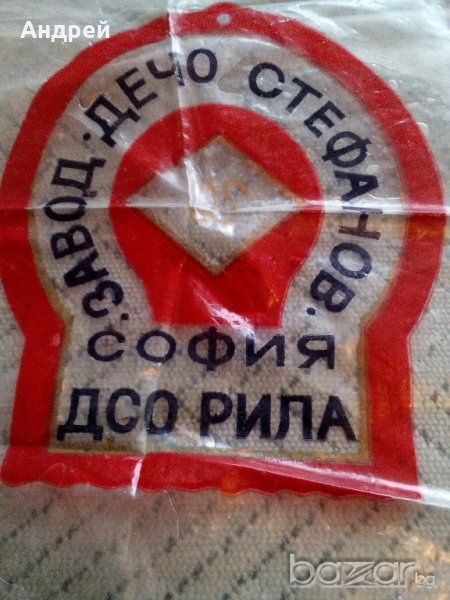 Андрей
ЗАВОД · ДЕЧО СТЕФАНОВ ·
СОФИЯ
ДСО РИЛА
bazar.bg